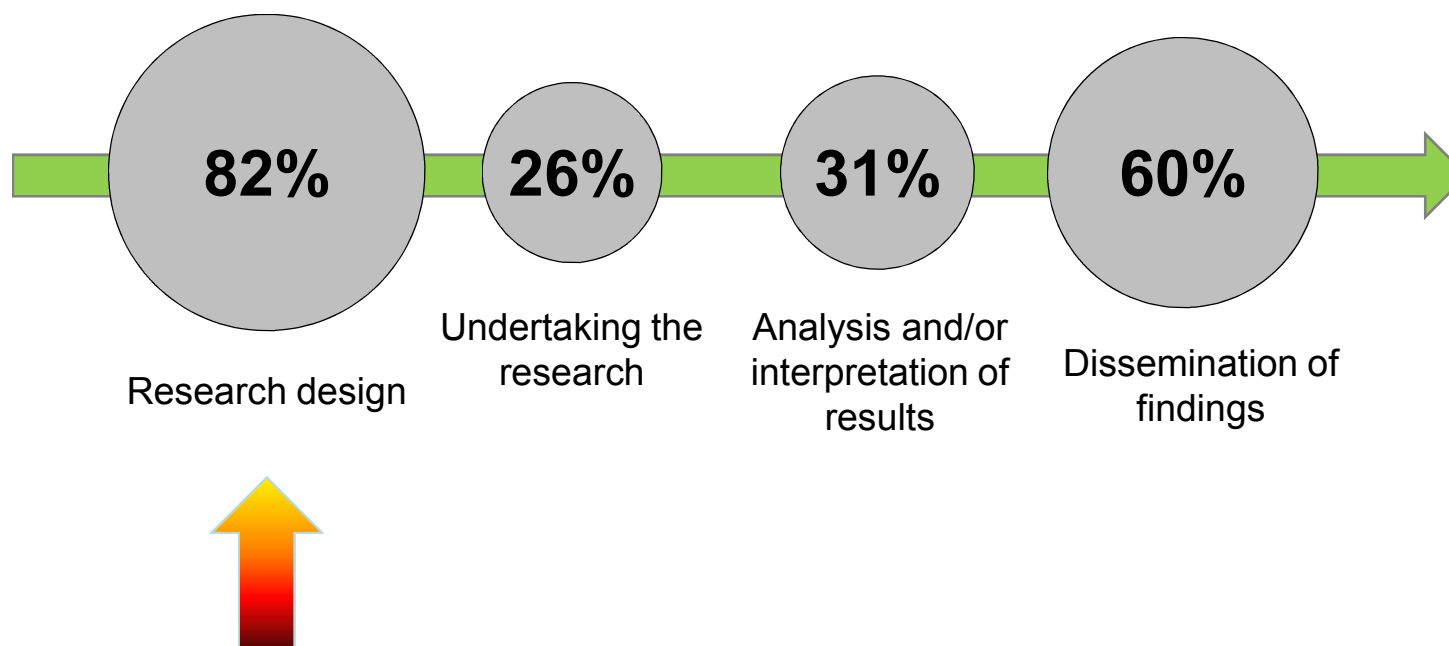 82%
26%
31%
60%
Research design
Undertaking the
research
Analysis and/or
interpretation of
results
Dissemination of
findings